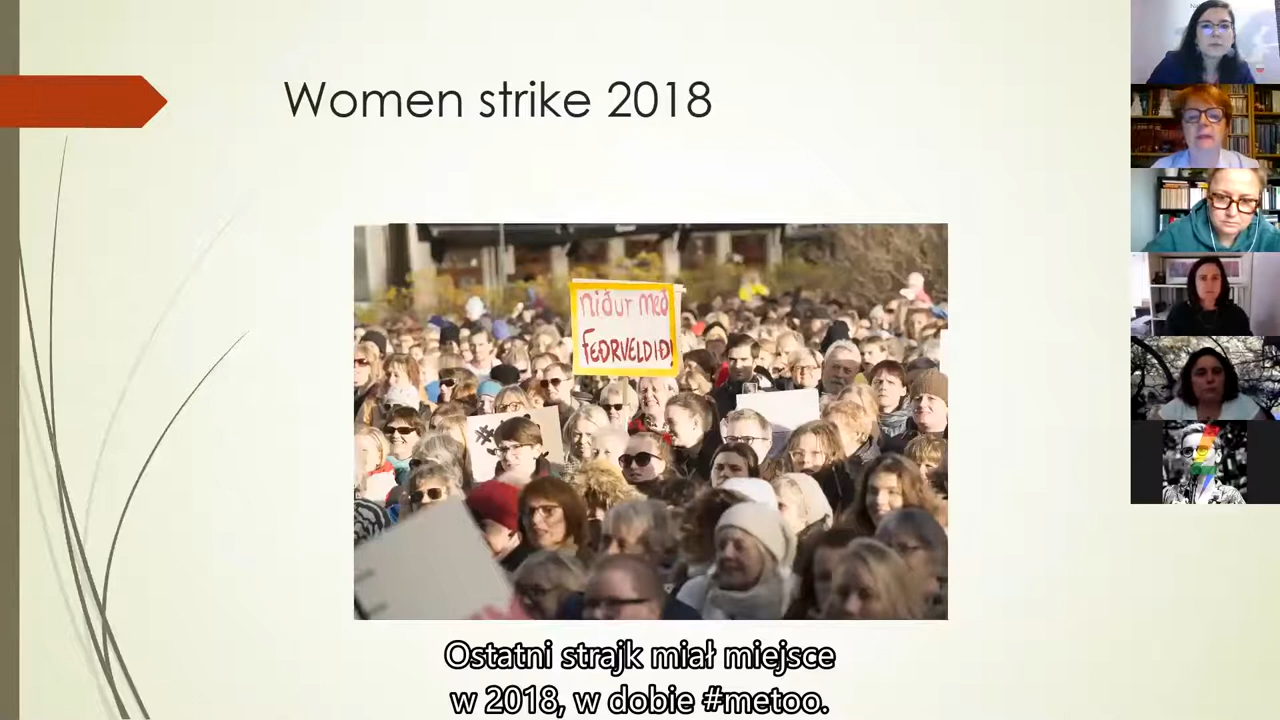 Women strike 2018
niður með
FEÐRVELDIÐ!
Ostatni strajk miał miejsce
w 2018, w dobie #metoo.